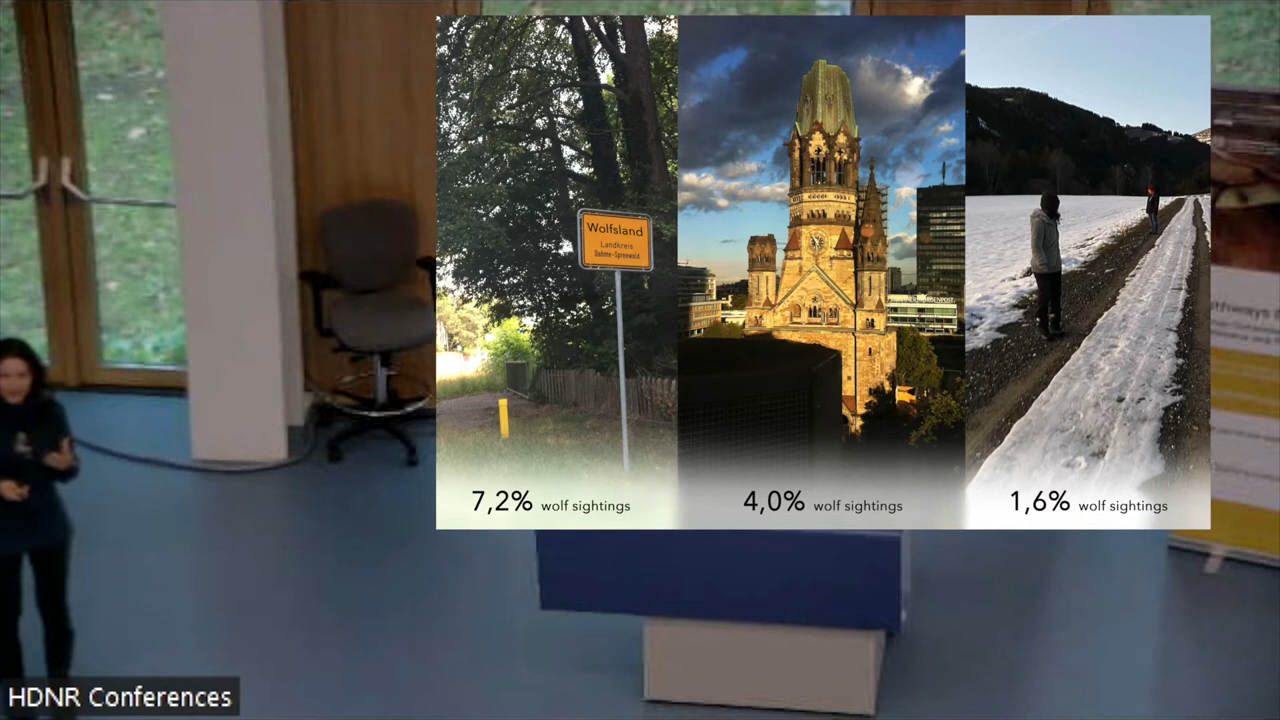 Wolfsland
Landkreis
Dahme-Spreewald
7,2% wolf sightings
4,0% wolf sightings
1,6% wolf sightings
HDNR Conferences